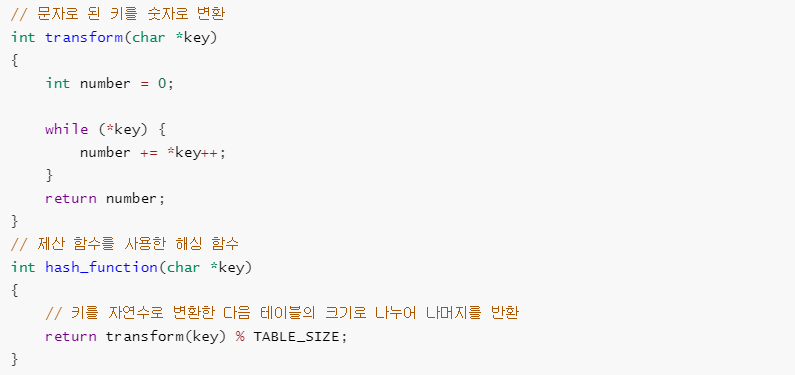 // 문자로 된 키를 숫자로 변환
int transform(char *key)
{
    int number = 0;

    while (*key) {
        number += *key++;
    }
    return number;
}
// 제산 함수를 사용한 해싱 함수
int hash_function(char *key)
{
    // 키를 자연수로 변환한 다음 테이블의 크기로 나누어 나머지를 반환
    return transform(key) % TABLE_SIZE;
}